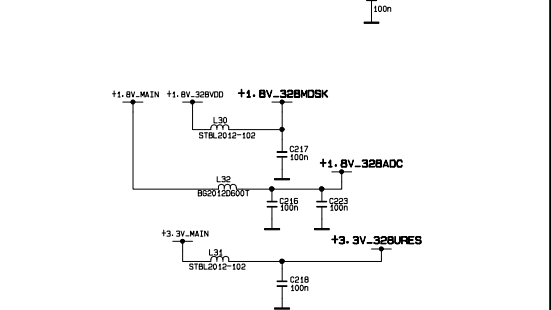 100n
+1.8V_MAIN +1.8V_328VDD +1.8V_328MDSK
L30
STBL2012-102
C217
100n
+1.8V_328ADC
L32
BG2012D600T
C216
100n
C223
100n
+3.3V_MAIN
+3.3V_328URES
L31
STBL2012-102
C218
100n